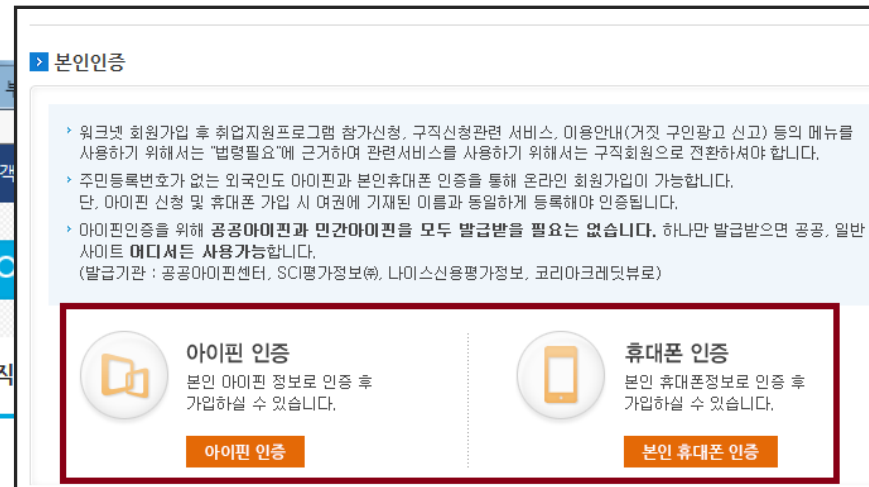 본인인증
워크넷 회원가입 후 취업지원프로그램 참가신청, 구직신청관련 서비스, 이용안내(거짓 구인광고 신고) 등의 메뉴를
사용하기 위해서는 "법령필요"에 근거하여 관련서비스를 사용하기 위해서는 구직회원으로 전환하셔야 합니다.
주민등록번호가 없는 외국인도 아이핀과 본인휴대폰 인증을 통해 온라인 회원가입이 가능합니다.
단, 아이핀 신청 및 휴대폰 가입 시 여권에 기재된 이름과 동일하게 등록해야 인증됩니다.
아이핀인증을 위해 공공아이핀과 민간아이핀을 모두 발급받을 필요는 없습니다. 하나만 발급받으면 공공, 일반
사이트 어디서든 사용가능합니다.
(발급기관 : 공공아이핀센터, SCI평가정보㈜, 나이스신용평가정보, 코리아크레딧뷰로)
아이핀 인증
본인 아이핀 정보로 인증 후
가입하실 수 있습니다.
아이핀 인증
휴대폰 인증
본인 휴대폰정보로 인증 후
가입하실 수 있습니다.
본인 휴대폰 인증